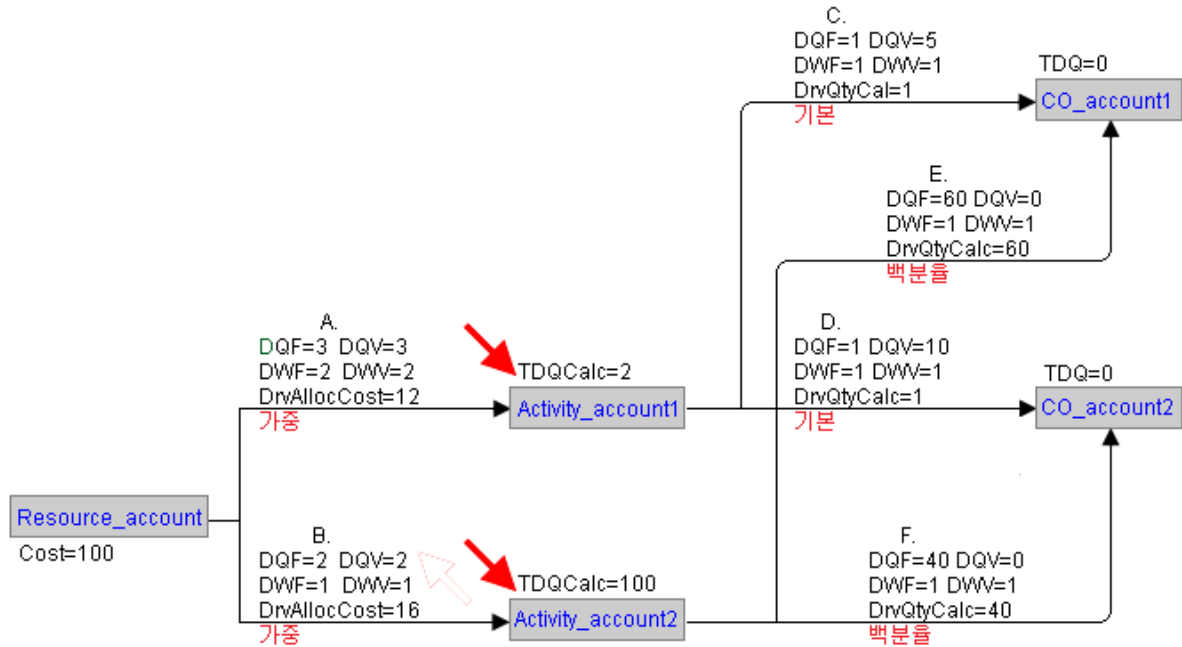 C.
DQF=1 DQV=5
DWF=1 DWV=1
DrvQtyCal=1
기본
TDQ=0
CO_account1
E.
DQF=60 DQV=0
DWF=1 DWV=1
DrvQtyCalc=60
백분율
A.
DQF=3 DQV=3
DWF=2 DWV=2
DrvAllocCost=12
가중
TDQCalc=2
Activity_account1
D.
DQF=1 DQV=10
DWF=1 DWV=1
DrvQtyCalc=1
기본
TDQ=0
CO_account2
Resource_account
Cost=100
B.
DQF=2 DQV=2
DWF=1 DWV=1
DrvAllocCost=16
가중
TDQCalc=100
Activity_account2
F.
DQF=40 DQV=0
DWF=1 DWV=1
DrvQtyCalc=40
백분율